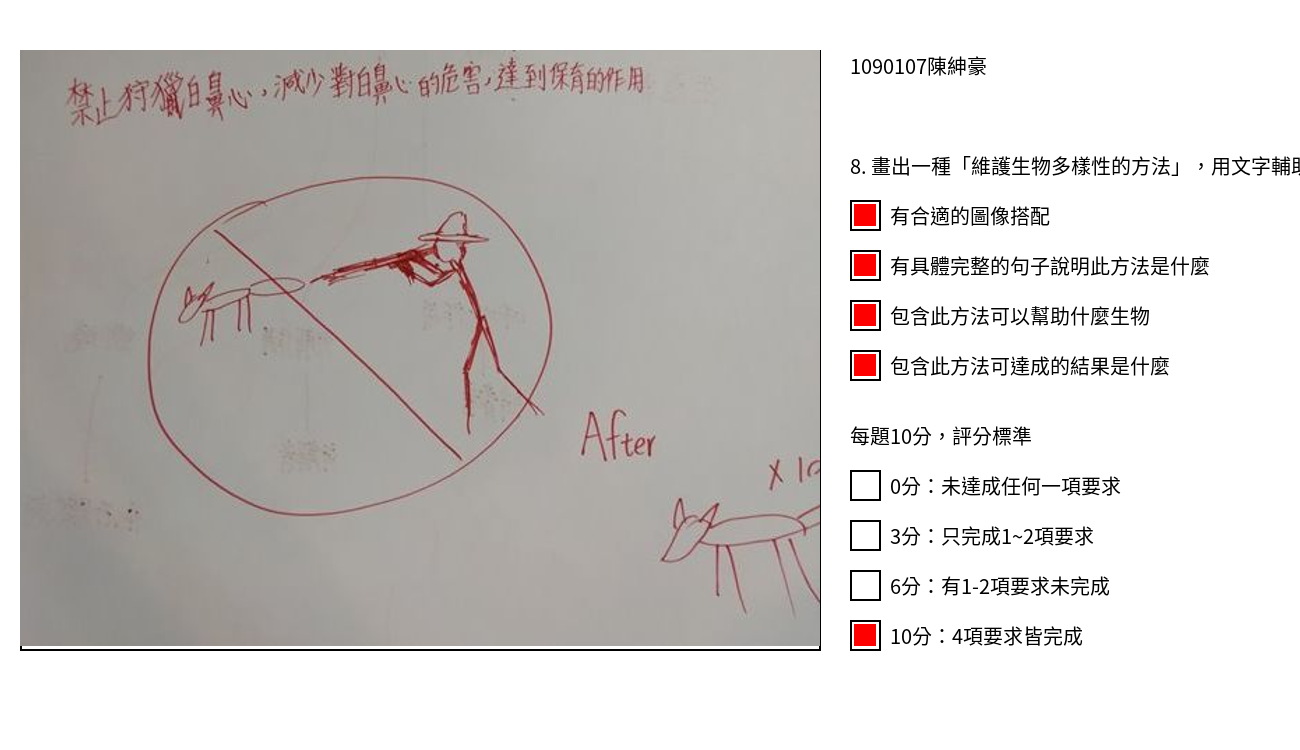 禁止狩獵白鼻心，減少對白鼻心的危害，達到保育的作用
After
X 10
1090107陳紳豪
8. 畫出一種「維護生物多樣性的方法」，用文字輔助
有合適的圖像搭配
有具體完整的句子說明此方法是什麼
包含此方法可以幫助什麼生物
包含此方法可達成的結果是什麼
每題10分，評分標準
0分：未達成任何一項要求
3分：只完成1~2項要求
6分：有1-2項要求未完成
10分：4項要求皆完成